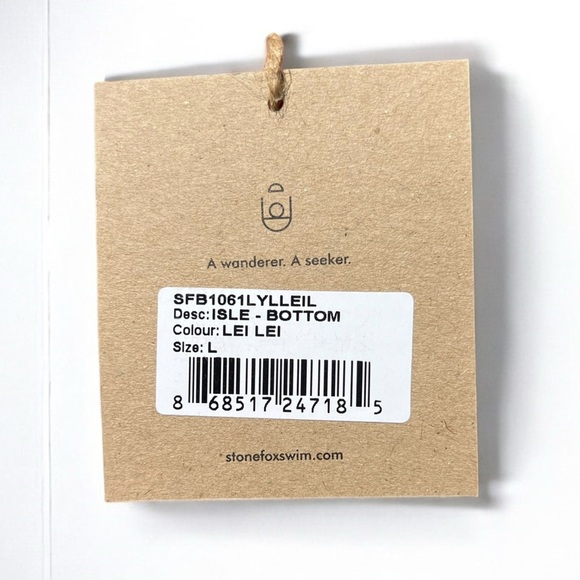 A wanderer. A seeker.
SFB1061LYLLEIL
Desc: ISLE - BOTTOM
Colour: LEI LEI
Size: L
8 68517 24718 5
stonefoxswim.com